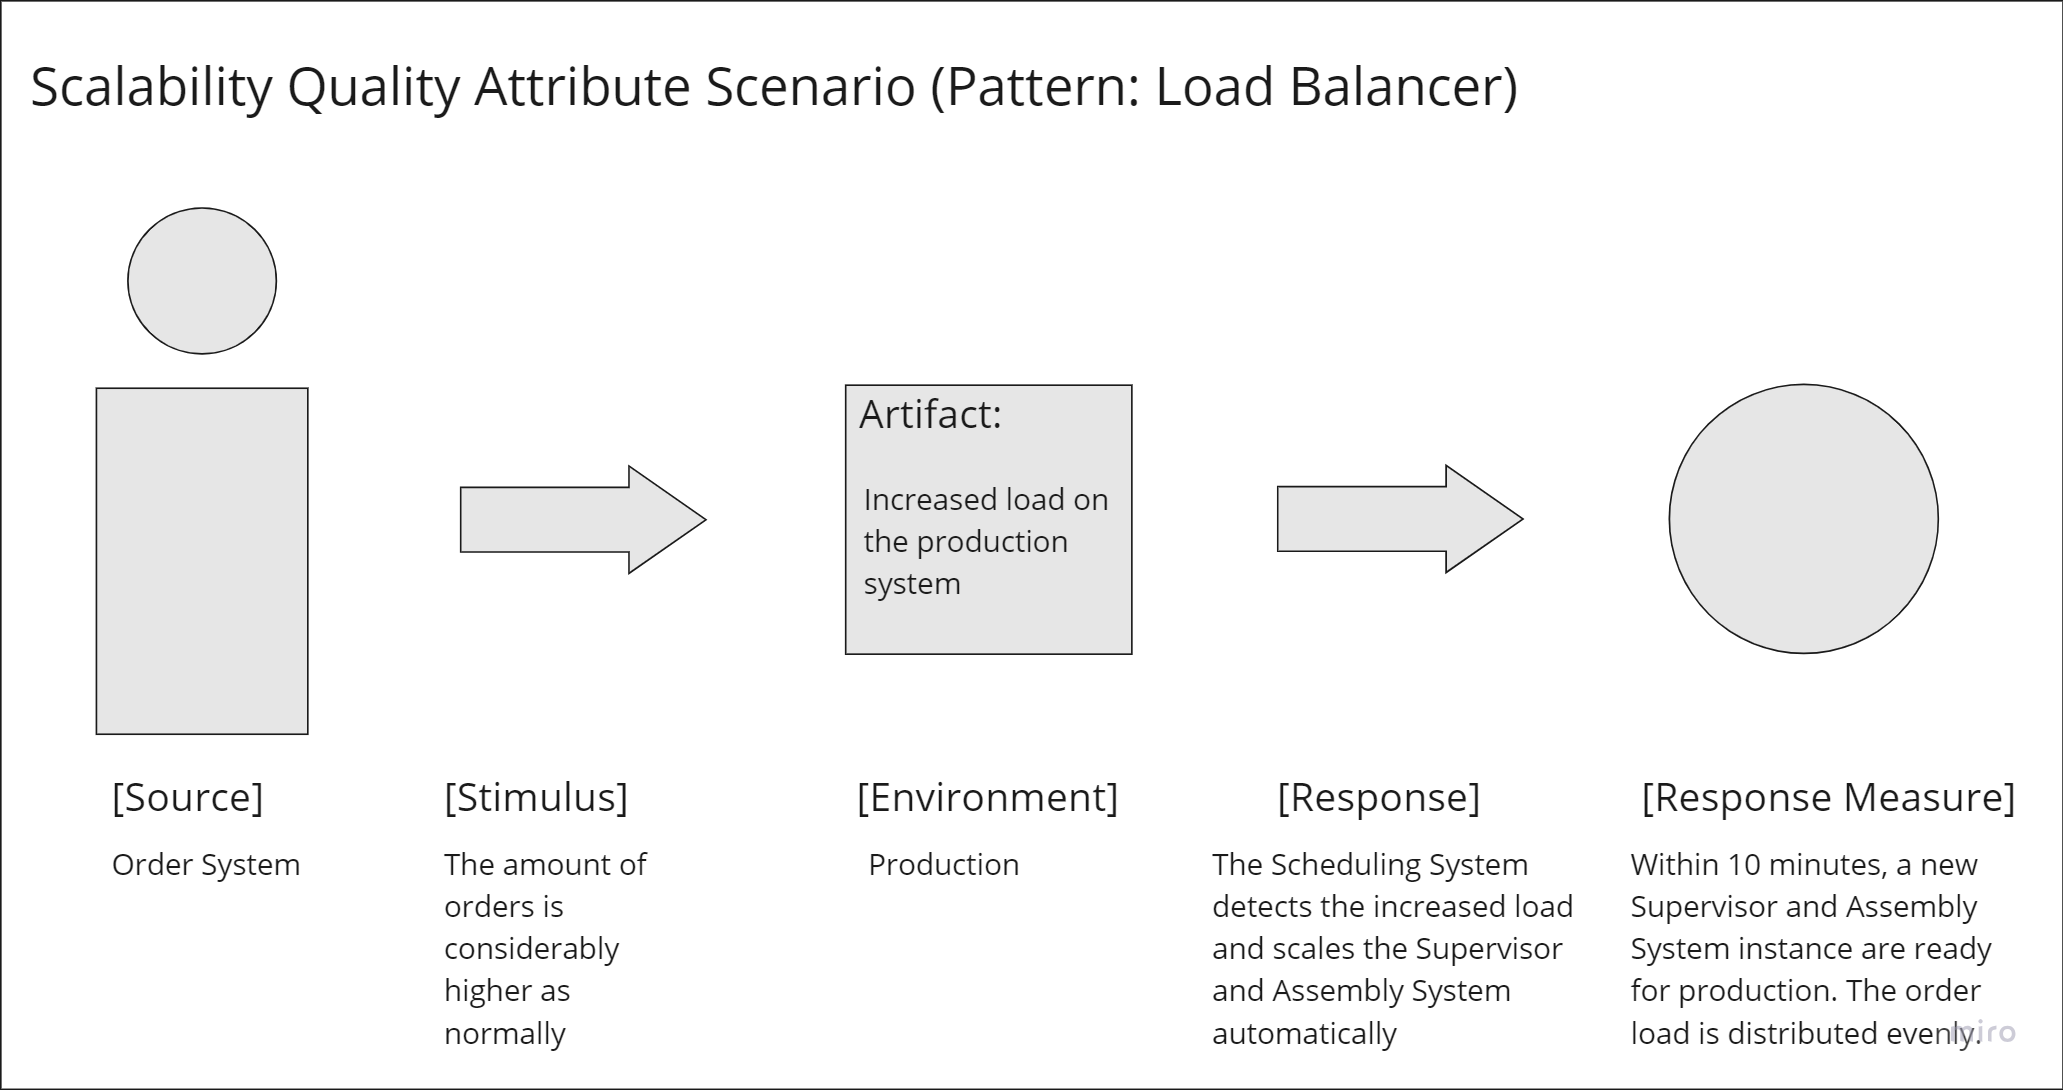 Scalability Quality Attribute Scenario (Pattern: Load Balancer)
Artifact:
Increased load on
the production
system
[Source]
Order System
[Stimulus]
The amount of
orders is
considerably
higher as
normally
[Environment]
Production
[Response]
The Scheduling System
detects the increased load
and scales the Supervisor
and Assembly System
automatically
[Response Measure]
Within 10 minutes, a new
Supervisor and Assembly
System instance are ready
for production. The order
load is distributed evenly.
miro